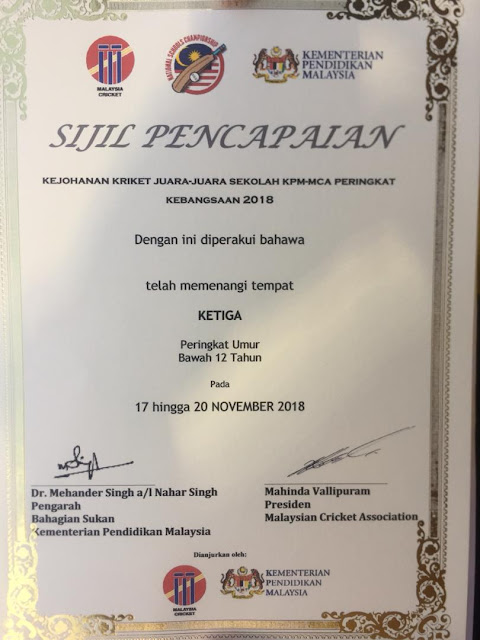 MALAYSIA
CRICKET
NATIONAL SCHOOLS CHAMPIONSHIP
KEMENTERIAN
PENDIDIKAN
MALAYSIA
SIJIL PENCAPAIAN
KEJOHANAN KRIKET JUARA-JUARA SEKOLAH KPM-MCA PERINGKAT
KEBANGSAAN 2018
Dengan ini diperakui bahawa
telah memenangi tempat
KETIGA
Peringkat Umur
Bawah 12 Tahun
Pada
17 hingga 20 NOVEMBER 2018
Dr. Mehander Singh a/l Nahar Singh
Pengarah
Bahagian Sukan
Kementerian Pendidikan Malaysia
Mahinda Vallipuram
Presiden
Malaysian Cricket Association
Dianjurkan oleh:
MALAYSIA
CRICKET
KEMENTERIAN
PENDIDIKAN
MALAYSIA